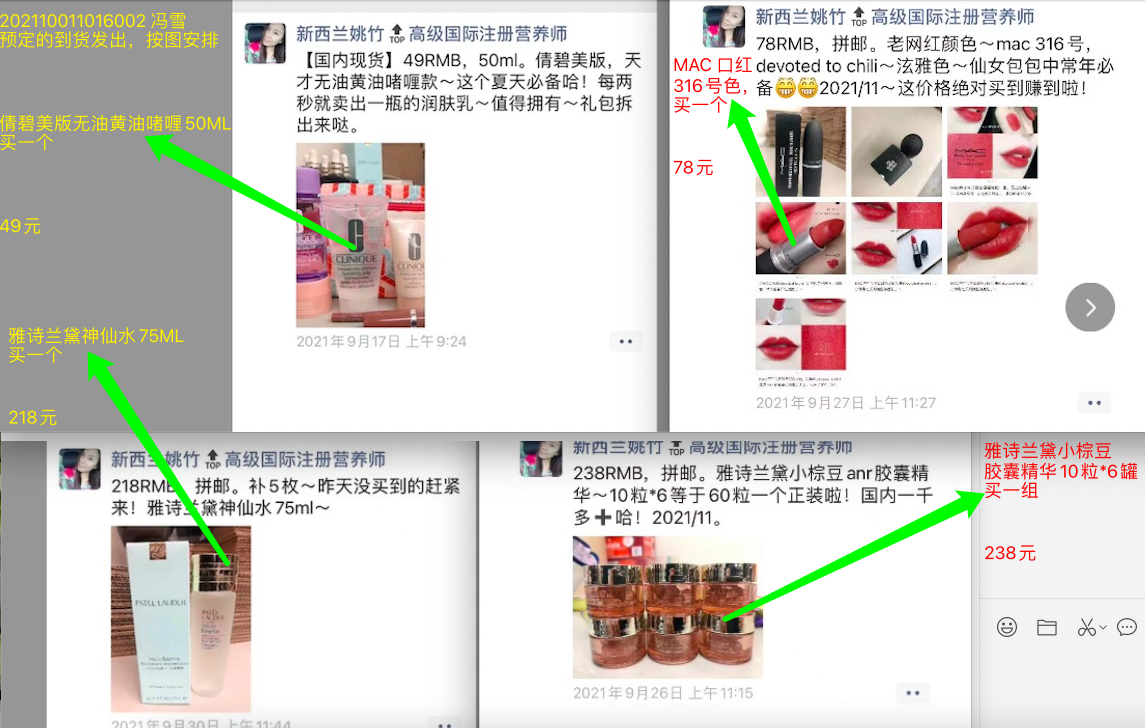 202110011016002 冯雪
预定的到货发出，按图安排
倩碧美版无油黄油啫喱50ML
买一个
49元
新西兰姚竹 TOP 高级国际注册营养师
【国内现货】49RMB，50ml。倩碧美版，天
才无油黄油啫喱款～这个夏天必备哈！每两
秒就卖出一瓶的润肤乳～值得拥有～礼包拆
出来哒。
CLINIQUE
2021年9月17日 上午9:24
新西兰姚竹 TOP 高级国际注册营养师
78RMB，拼邮。老网红颜色～mac 316号，
devoted to chili～泫雅色～仙女包包中常年必
备😁😁2021/11～这价格绝对买到赚到啦！
MAC 口红
316号色，
买一个
78元
2021年9月27日 上午11:27
雅诗兰黛神仙水75ML
买一个
218元
新西兰姚竹 TOP 高级国际注册营养师
218RMB，拼邮。补5枚～昨天没买到的赶紧
来！雅诗兰黛神仙水75ml～
ESTEE LAUDER
2021年9月30日 上午11:44
新西兰姚竹 TOP 高级国际注册营养师
238RMB，拼邮。雅诗兰黛小棕豆anr胶囊精
华～10粒*6等于60粒一个正装啦！国内一千
多➕哈！2021/11。
2021年9月26日 上午11:15
雅诗兰黛小棕豆
胶囊精华10粒*6罐
买一组
238元